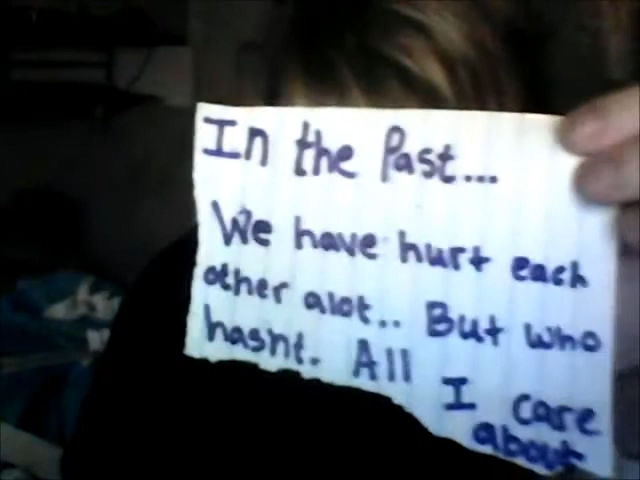 In the Past...
We have hurt each
other alot.. But who
hasnt. All I care
about